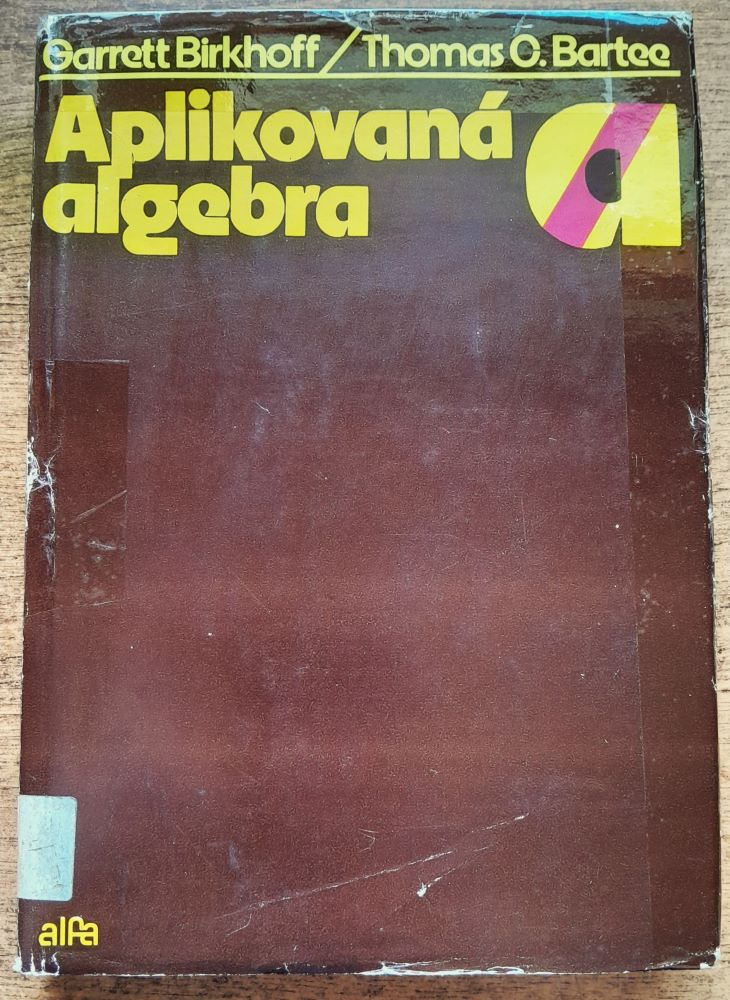 Garrett Birkhoff/Thomas C. Bartee
Aplikovaná
algebra
a
alfa